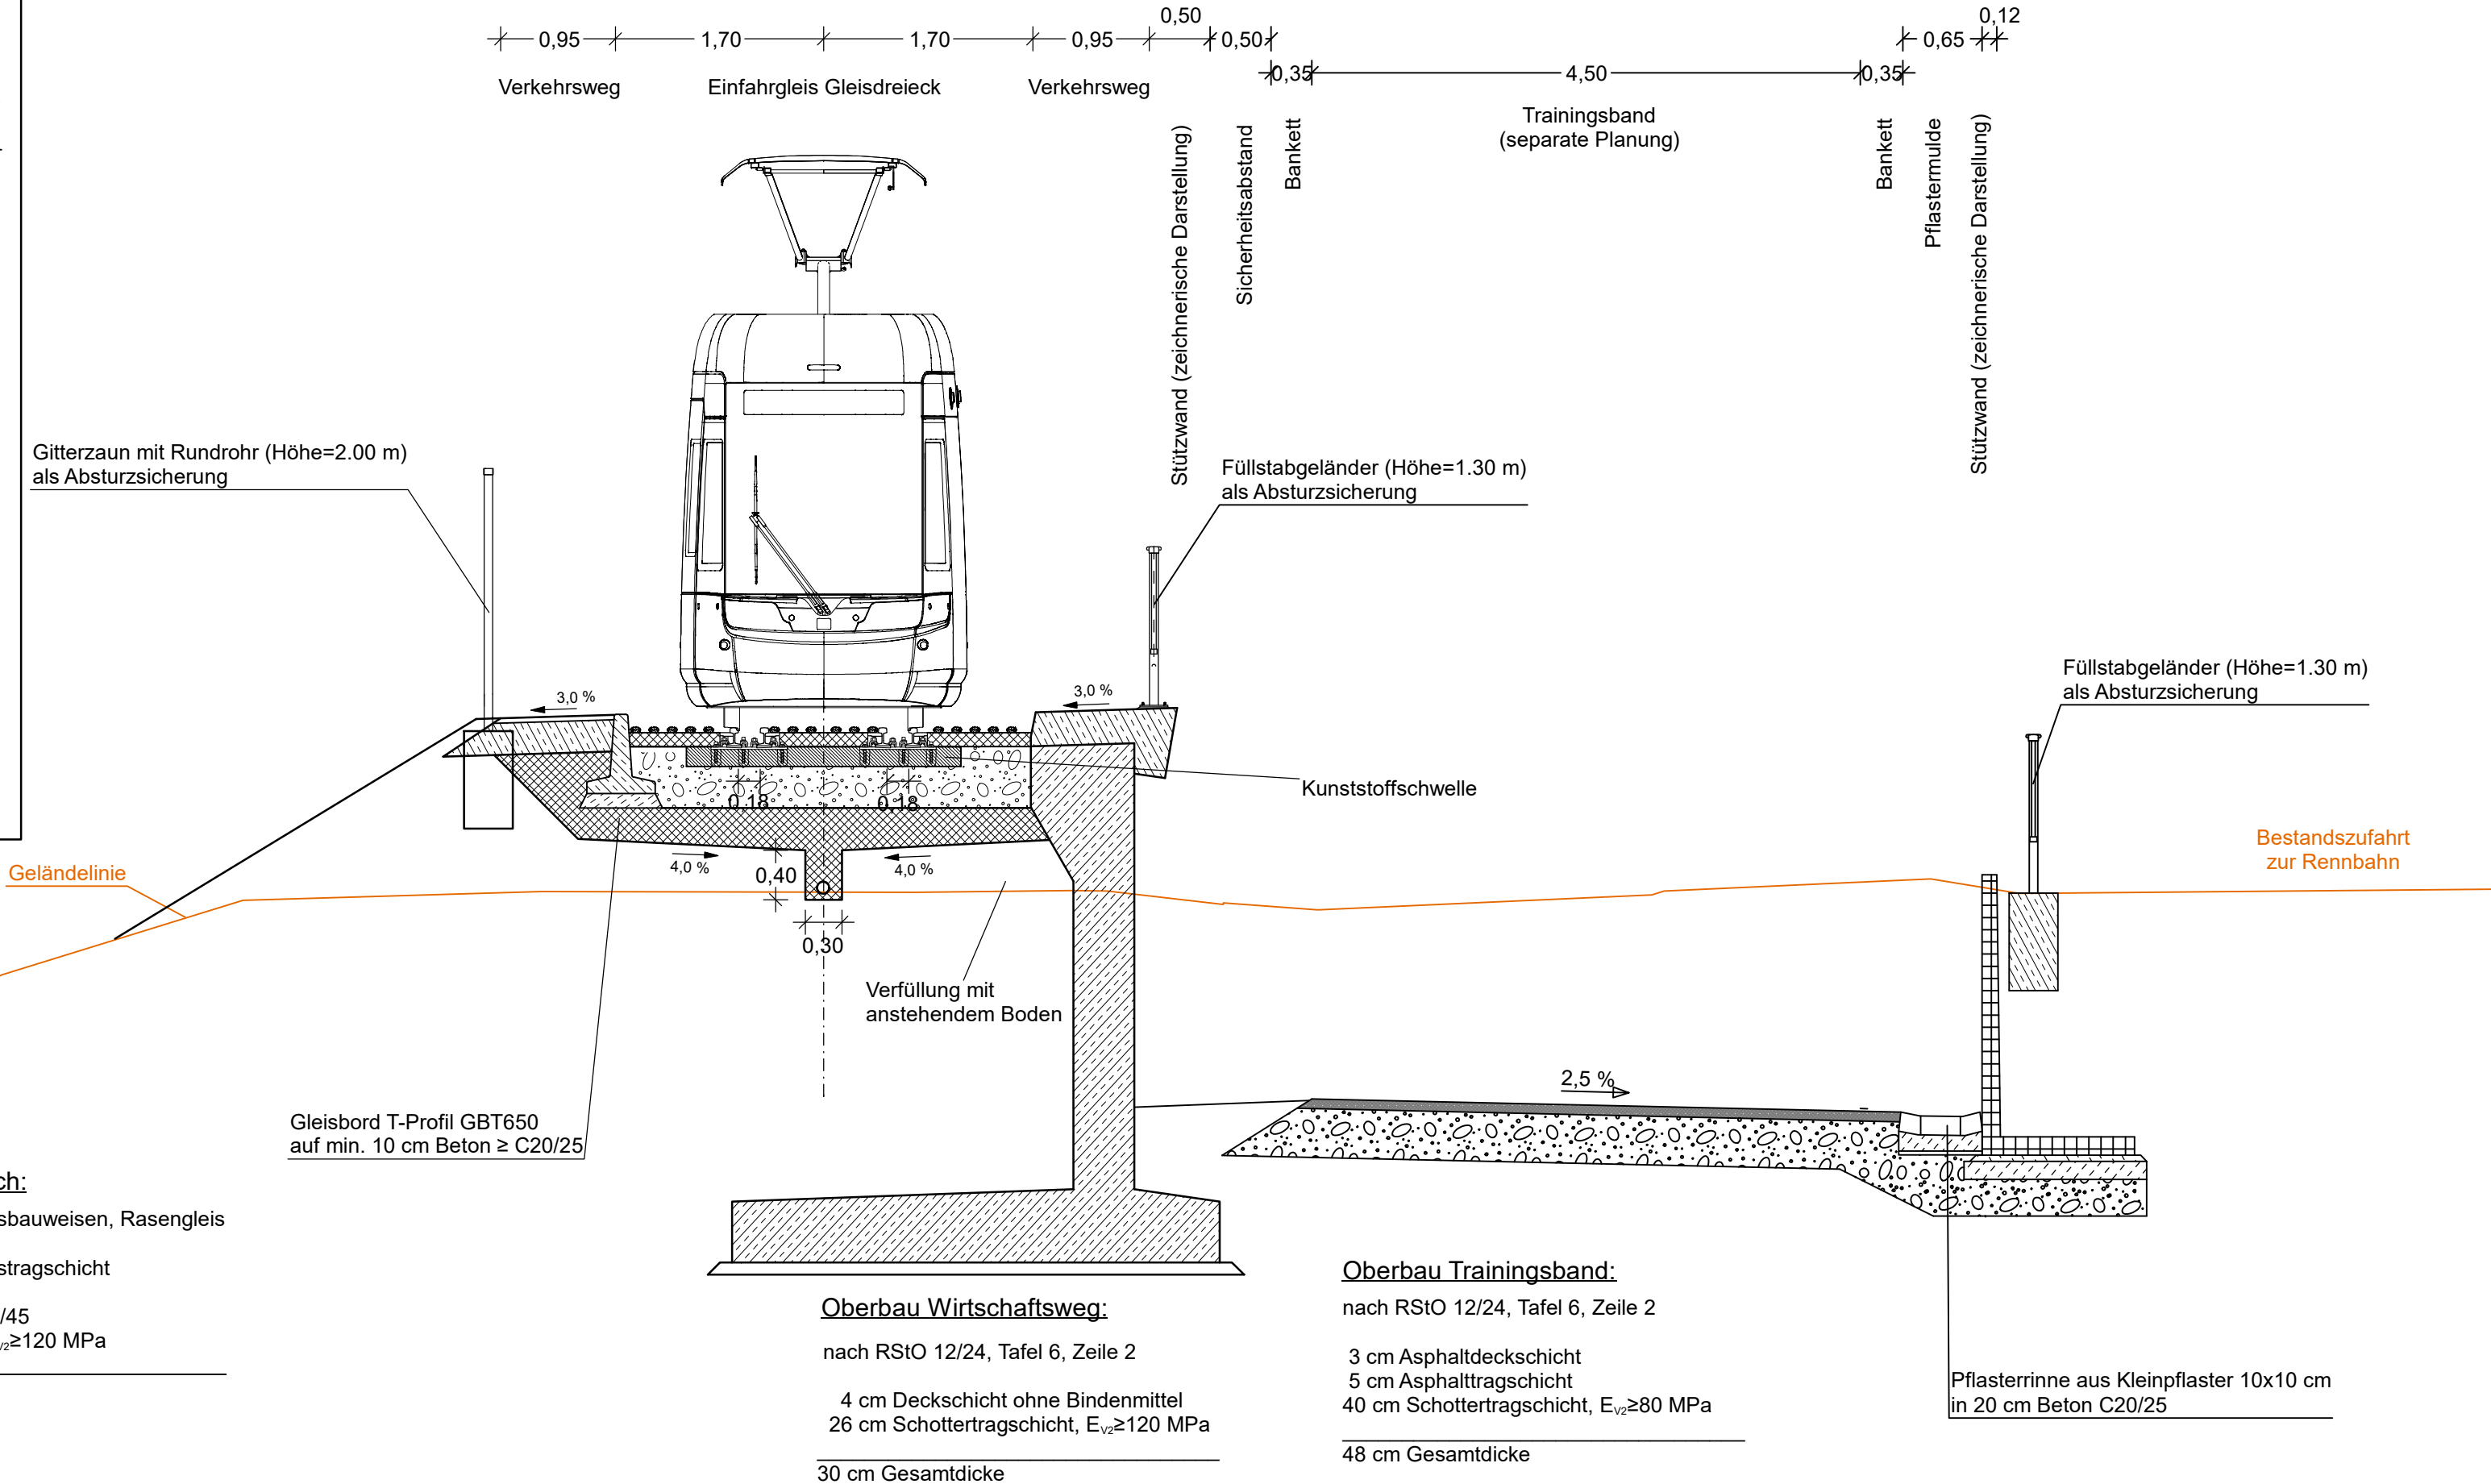 0,50
0,12
0,95
1,70
1,70
0,95
0,50
0,65
0,35
4,50
0,35
Verkehrsweg
Einfahrgleis Gleisdreieck
Verkehrsweg
Trainingsband
(separate Planung)
Stützwand (zeichnerische Darstellung)
Sicherheitsabstand
Bankett
Bankett
Pflastermulde
Stützwand (zeichnerische Darstellung)
Gitterzaun mit Rundrohr (Höhe=2.00 m)
als Absturzsicherung
Füllstabgeländer (Höhe=1.30 m)
als Absturzsicherung
Füllstabgeländer (Höhe=1.30 m)
als Absturzsicherung
3,0 %
3,0 %
Kunststoffschwelle
0,18
0,18
Geländelinie
4,0 %
0,40
4,0 %
Bestandszufahrt
zur Rennbahn
0,30
Verfüllung mit
anstehendem Boden
2,5 %
Gleisbord T-Profil GBT650
auf min. 10 cm Beton ≥ C20/25
ch:
sbauweisen, Rasengleis
stragschicht
/45
V2≥120 MPa
Oberbau Wirtschaftsweg:
nach RStO 12/24, Tafel 6, Zeile 2
4 cm Deckschicht ohne Bindenmittel
26 cm Schottertragschicht, EV2≥120 MPa
30 cm Gesamtdicke
Oberbau Trainingsband:
nach RStO 12/24, Tafel 6, Zeile 2
3 cm Asphaltdeckschicht
5 cm Asphalttragschicht
40 cm Schottertragschicht, EV2≥80 MPa
48 cm Gesamtdicke
Pflasterrinne aus Kleinpflaster 10x10 cm
in 20 cm Beton C20/25